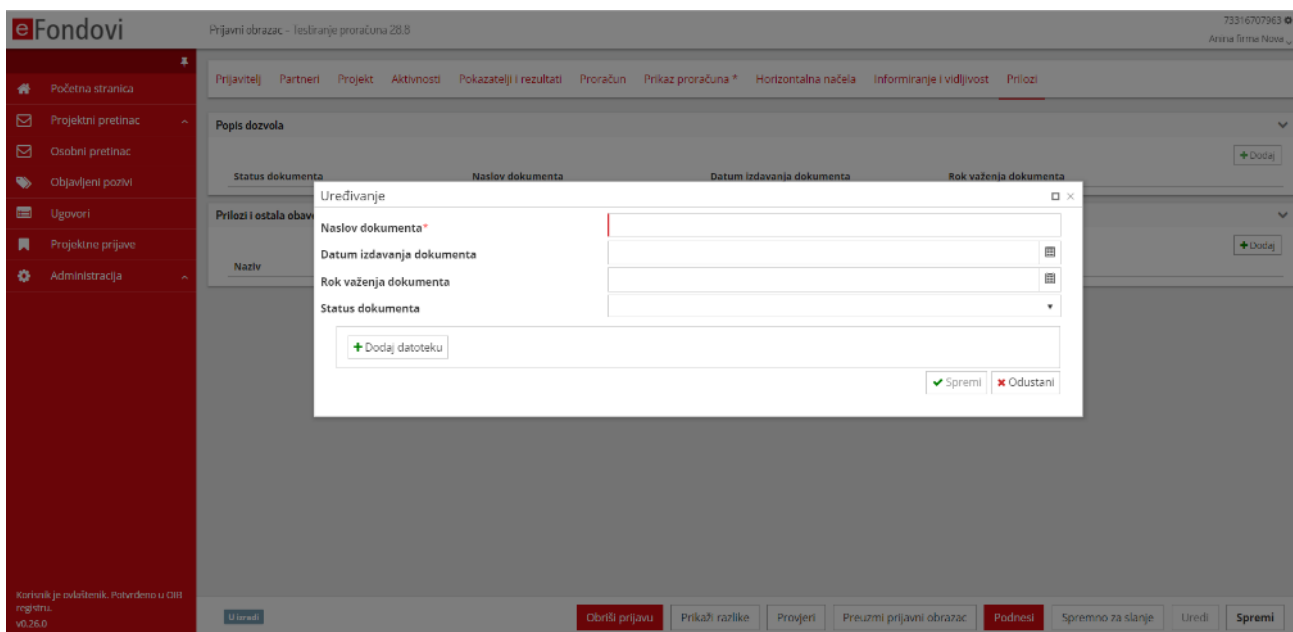 eFondovi
Prijavni obrazac - Testiranje proračuna 28.8
73316707963
Anina firma Nova
Početna stranica
Projektni pretinac
Osobni pretinac
Objavljeni pozivi
Ugovori
Projektne prijave
Administracija
Prijavitelj Partneri Projekt Aktivnosti Pokazatelji i rezultati Proračun Prikaz proračuna * Horizontalna načela Informiranje i vidljivost Prilozi
Popis dozvola
+ Dodaj
Status dokumenta Naslov dokumenta Datum izdavanja dokumenta Rok važenja dokumenta
Prilozi i ostala obave
+ Dodaj
Naziv
Uređivanje
Naslov dokumenta*
Datum izdavanja dokumenta
Rok važenja dokumenta
Status dokumenta
+ Dodaj datoteku
Spremi Odustani
Korisnik je ovlaštenik. Potvrđeno u OIB
registru.
v0.26.0
U izradi
Obriši prijavu Prikaži razlike Provjeri Preuzmi prijavni obrazac Podnesi Spremno za slanje Uredi Spremi